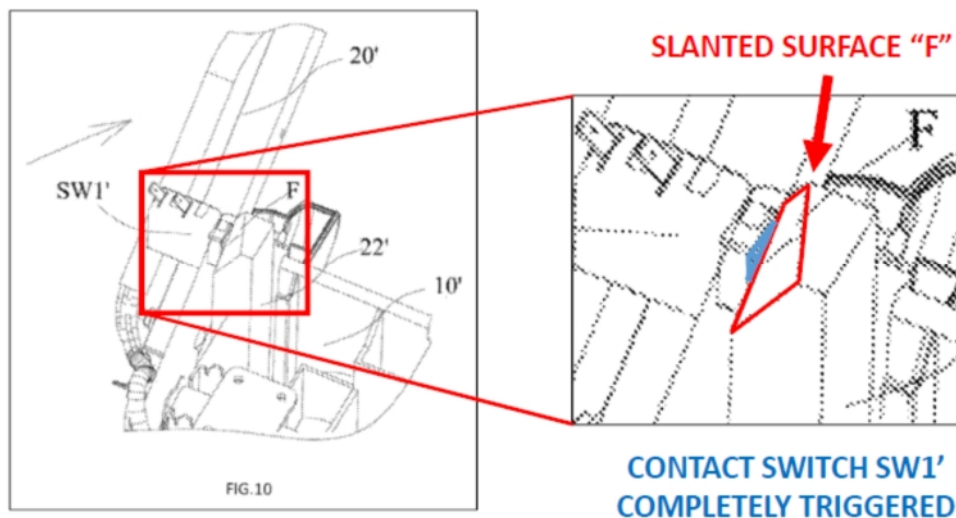 20'
SW1'
F
22'
10'
FIG.10
SLANTED SURFACE “F”
F
CONTACT SWITCH SW1’
COMPLETELY TRIGGERED